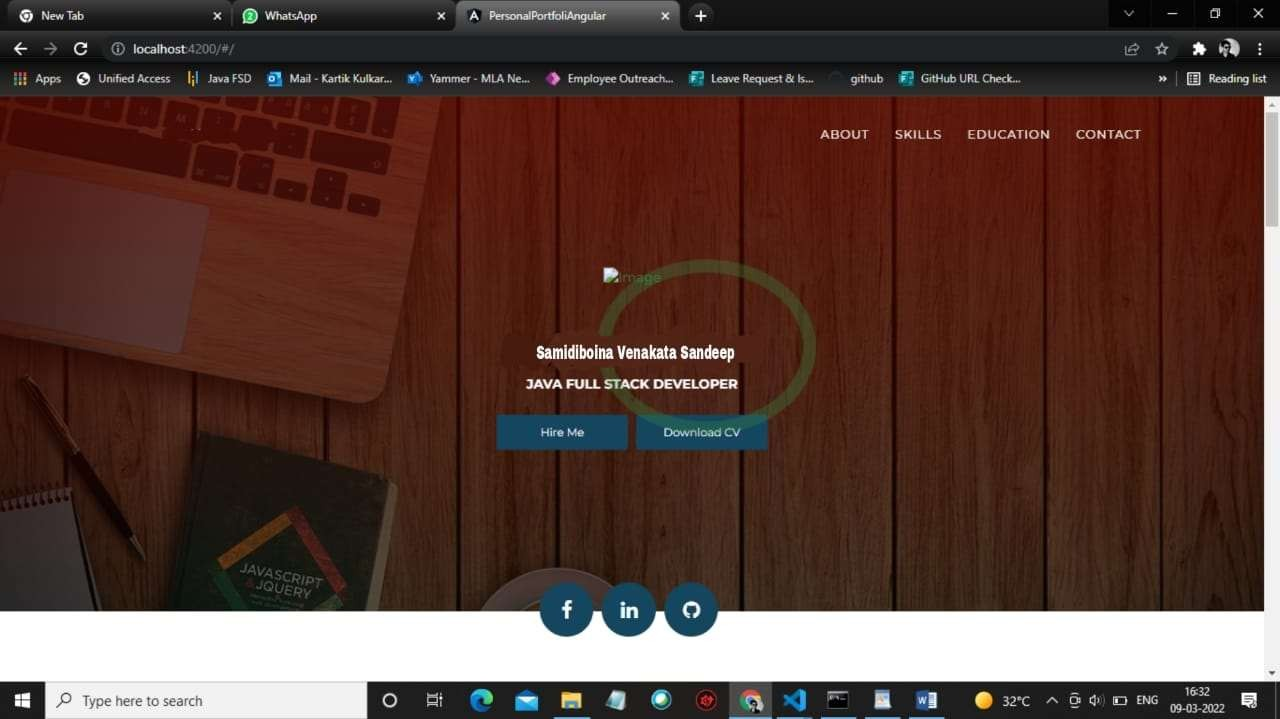 New Tab
WhatsApp
PersonalPortfoliAngular
localhost:4200/#/
Apps
Unified Access
Java FSD
Mail - Kartik Kulkar...
Yammer - MLA Ne...
Employee Outreach...
Leave Request & Is...
github
GitHub URL Check...
»
Reading list
ABOUT
SKILLS
EDUCATION
CONTACT
Image
Samidiboina Venakata Sandeep
JAVA FULL STACK DEVELOPER
Hire Me
Download CV
JAVASCRIPT
&JQUERY
Type here to search
32°C
ENG
16:32
09-03-2022